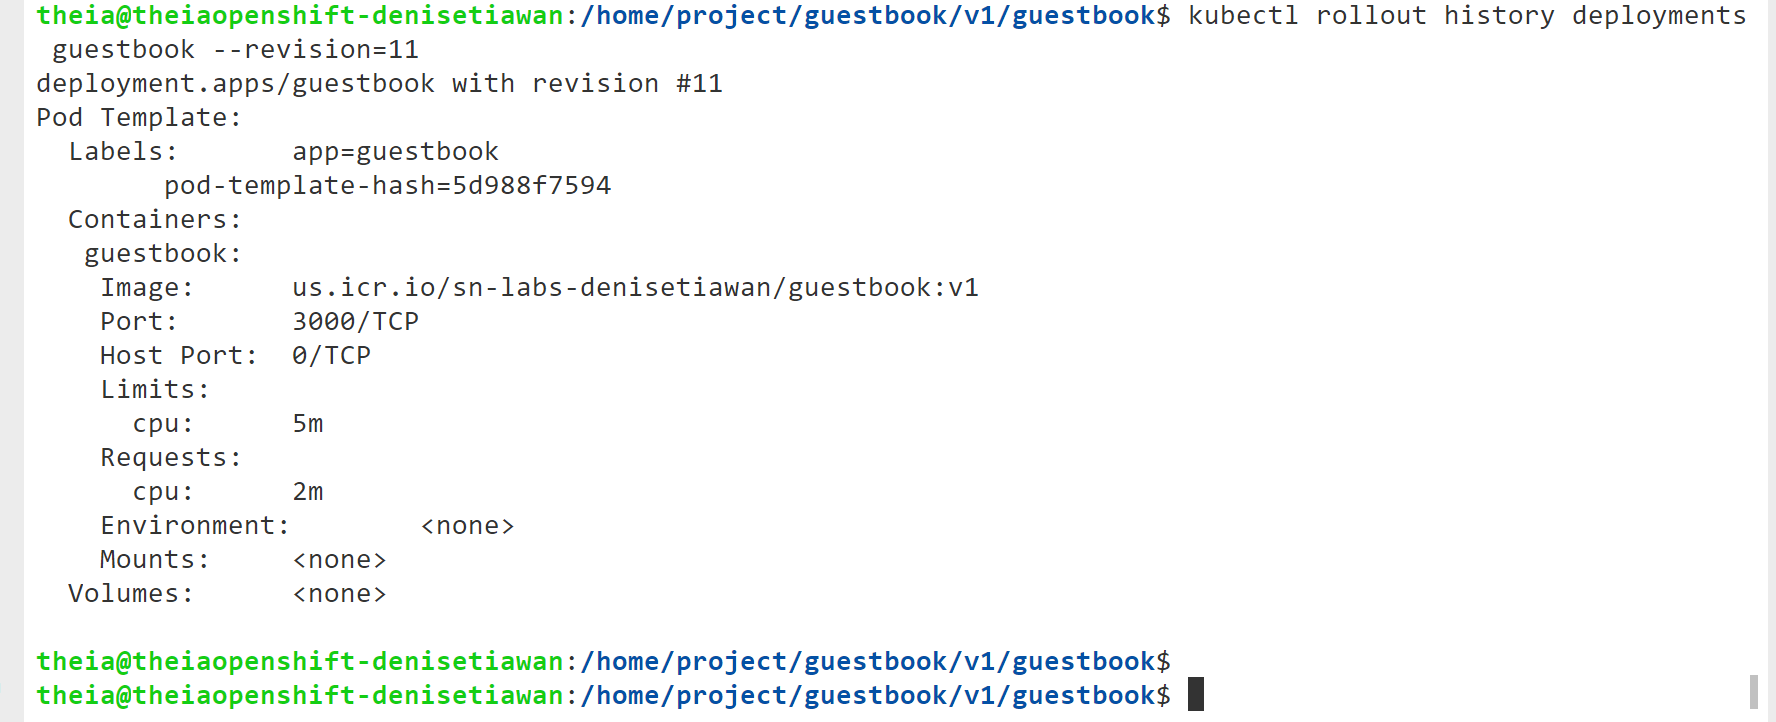 theia@theiaopenshift-denisetiawan:/home/project/guestbook/v1/guestbook$ kubectl rollout history deployments
 guestbook --revision=11
deployment.apps/guestbook with revision #11
Pod Template:
  Labels:       app=guestbook
        pod-template-hash=5d988f7594
  Containers:
   guestbook:
    Image:      us.icr.io/sn-labs-denisetiawan/guestbook:v1
    Port:       3000/TCP
    Host Port:  0/TCP
    Limits:
      cpu:      5m
    Requests:
      cpu:      2m
    Environment:        <none>
    Mounts:     <none>
  Volumes:      <none>

theia@theiaopenshift-denisetiawan:/home/project/guestbook/v1/guestbook$
theia@theiaopenshift-denisetiawan:/home/project/guestbook/v1/guestbook$